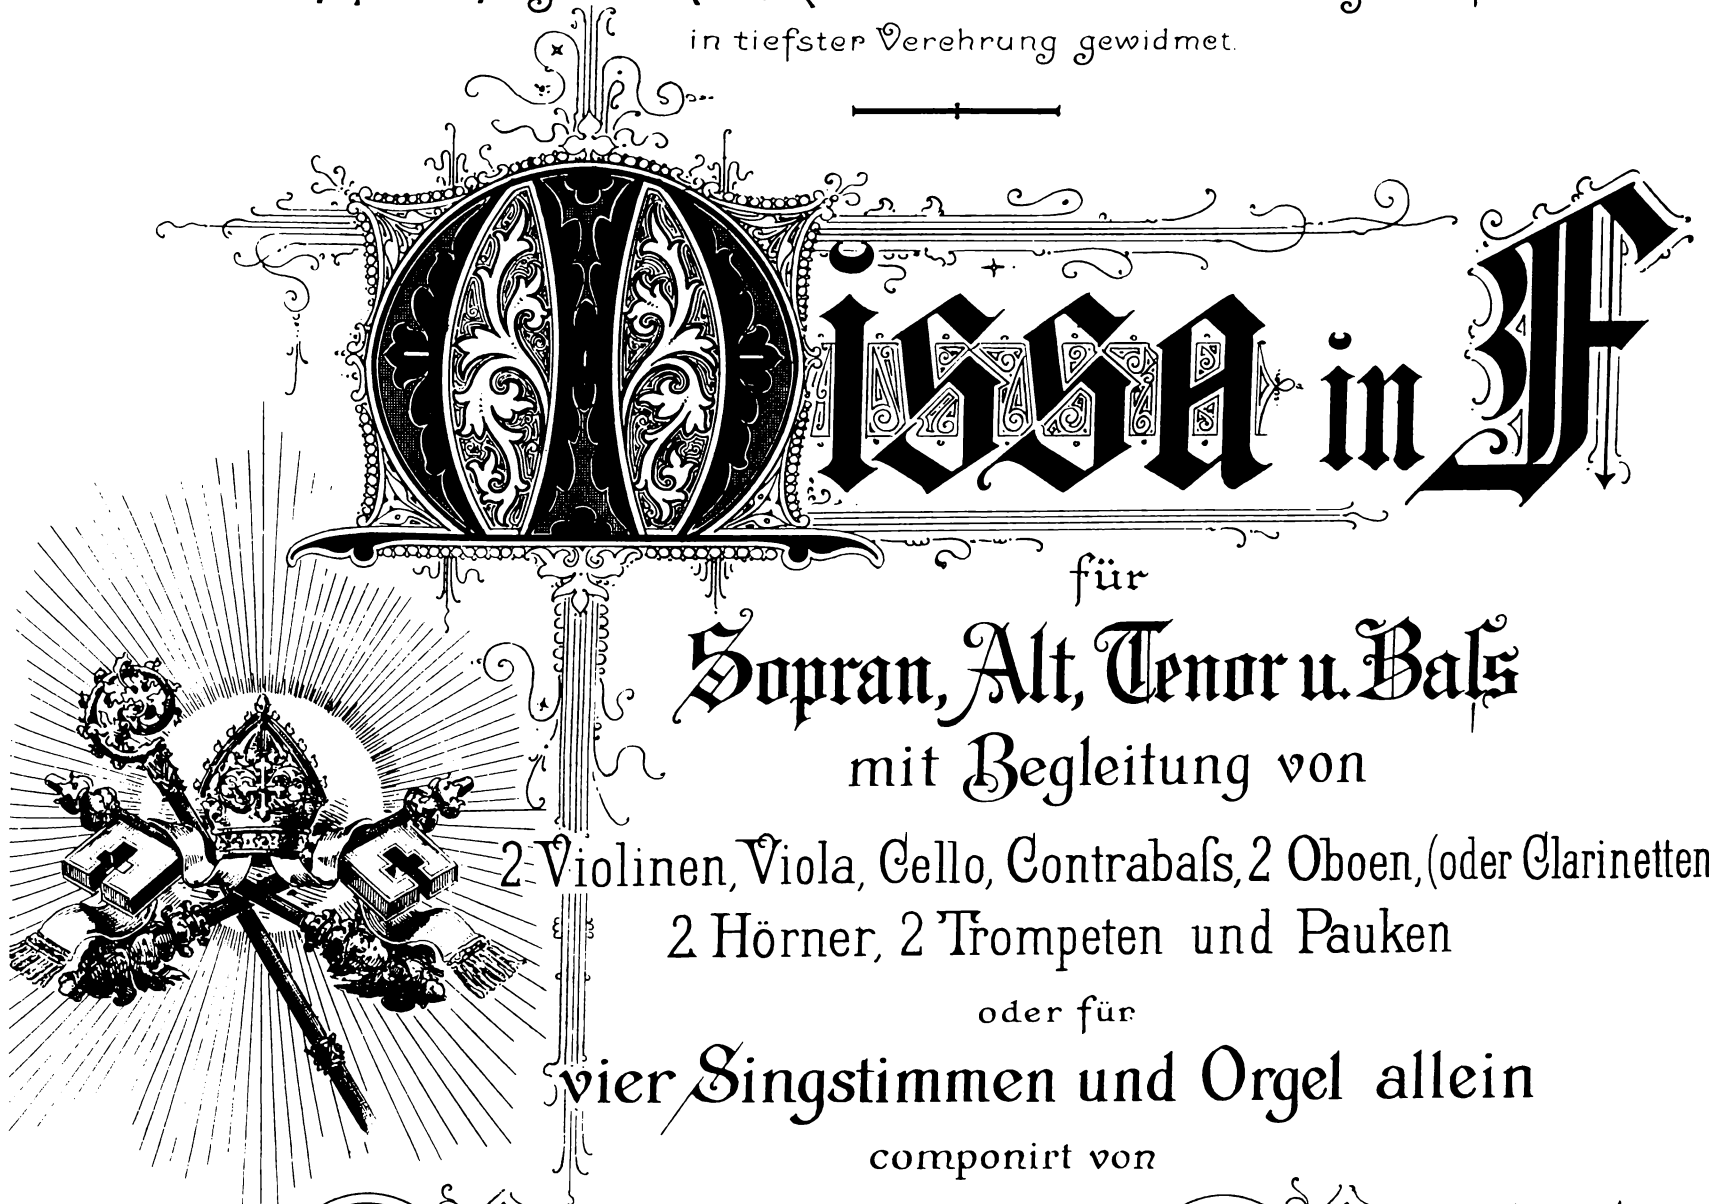 in tiefster Verehrung gewidmet.
Missa in F
für
Sopran, Alt, Tenor u. Baſs
mit Begleitung von
2 Violinen, Viola, Cello, Contrabaſs, 2 Oboen, (oder Clarinetten
2 Hörner, 2 Trompeten und Pauken
oder für
vier Singstimmen und Orgel allein
componirt von